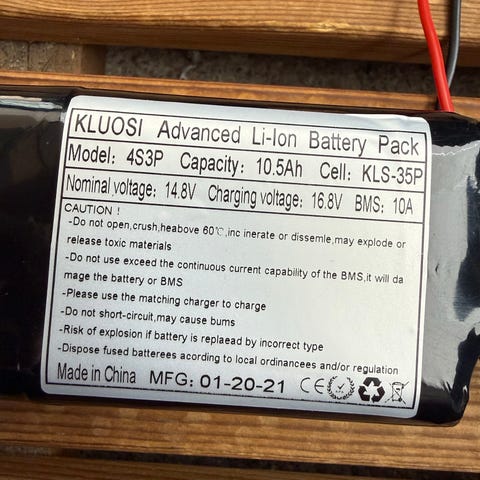 KLUOSI Advanced Li-Ion Battery Pack
Model: 4S3P Capacity: 10.5Ah Cell: KLS-35P
Nominal voltage: 14.8V Charging voltage: 16.8V BMS: 10A
CAUTION !
-Do not open,crush,heabove 60℃,inc inerate or dissemle,may explode or
release toxic materials
-Do not use exceed the continuous current capability of the BMS,it will da
mage the battery or BMS
-Please use the matching charger to charge
-Do not short-circuit,may cause bums
-Risk of explosion if battery is replaead by incorrect type
-Dispose fused batterees acording to local ordinancees and/or regulation
Made in China MFG: 01-20-21 CE